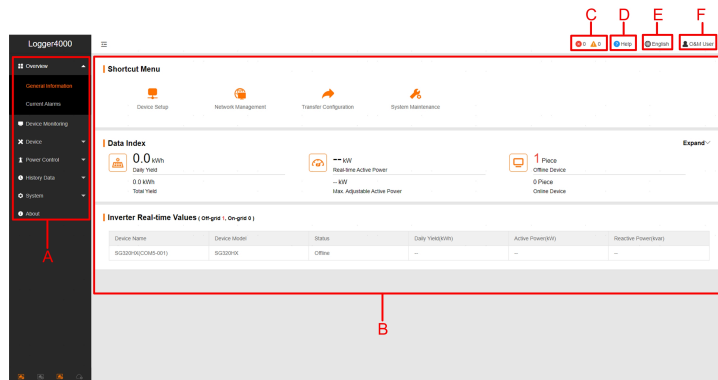 C D E F
Logger4000
0 0 Help English O&M User
Overview
General Information
Current Alarms
Device Monitoring
Device
Power Control
History Data
System
About
A
Shortcut Menu
Device Setup Network Management Transfer Configuration System Maintenance
Data Index Expand
0.0 kWh -- kW 1 Piece
Daily Yield Real-time Active Power Offline Device
0.0 kWh -- kW 0 Piece
Total Yield Max. Adjustable Active Power Online Device
Inverter Real-time Values ( Off-grid 1, On-grid 0 )
Device Name Device Model Status Daily Yield(kWh) Active Power(kW) Reactive Power(kvar)
SG320HX(COM5-001) SG320HX Offline -- -- --
B